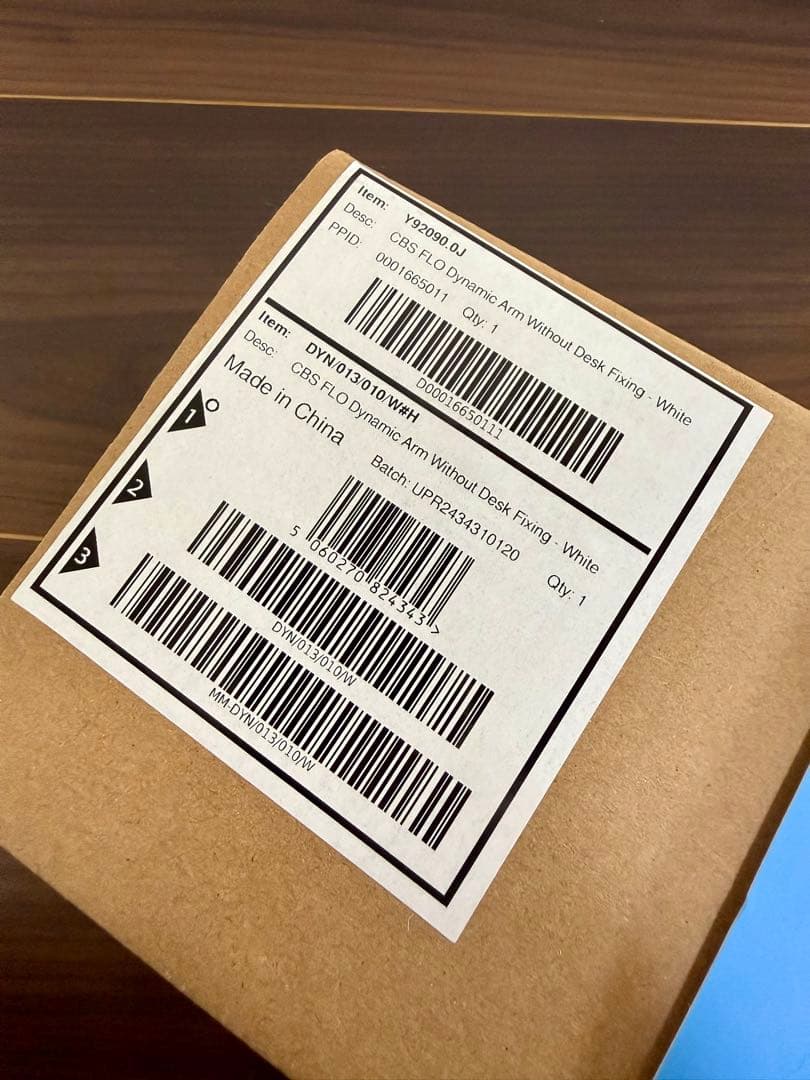 Item: Y92090.0J
Desc: CBS FLO Dynamic Arm Without Desk Fixing - White
PPID: 0001665011 Qty: 1
D00016650111
Item: DYN/013/010/W#H
Desc: CBS FLO Dynamic Arm Without Desk Fixing - White
Made in China Batch: UPR2434310120 Qty: 1
1
5 060270 824343 >
2
DYN/013/010/W
3
MM-DYN/013/010/W